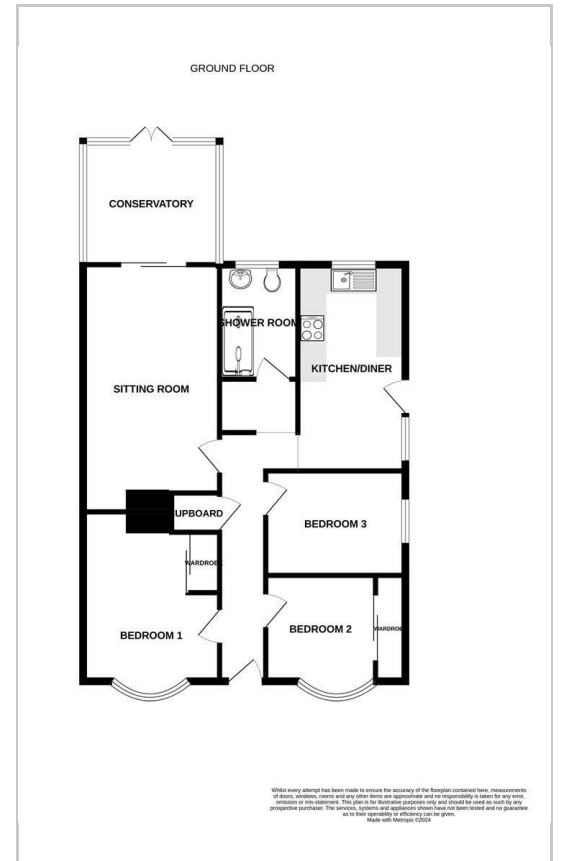 GROUND FLOOR
CONSERVATORY
SHOWER ROOM
KITCHEN/DINER
SITTING ROOM
UPBOARD
BEDROOM 3
WARDROBE
BEDROOM 1
BEDROOM 2
WARDROBE
Whilst every attempt has been made to ensure the accuracy of the floorplan contained here, measurements
of doors, windows, rooms and any other items are approximate and no responsibility is taken for any error,
omission or mis-statement. This plan is for illustrative purposes only and should be used as such by any
prospective purchaser. The services, systems and appliances shown have not been tested and no guarantee
as to their operability or efficiency can be given.
Made with Metropix ©2024